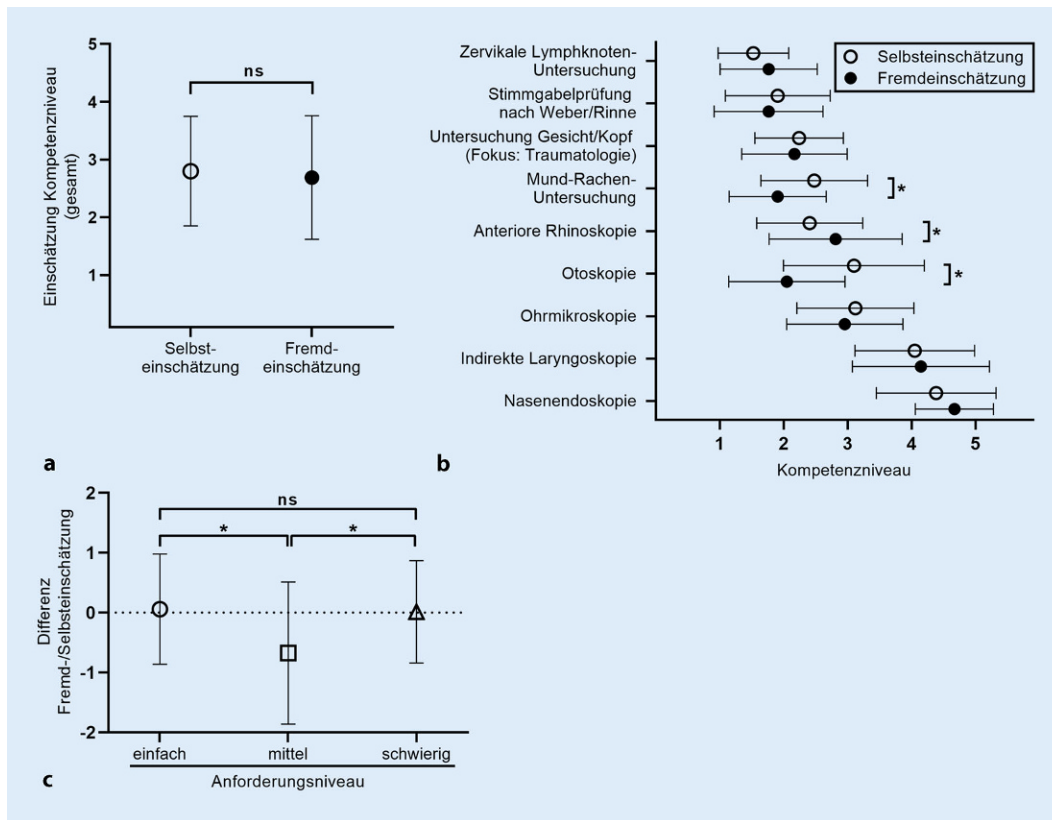 5
4
3
2
1
Einschätzung Kompetenzniveau
(gesamt)
ns
Selbst-
einschätzung
Fremd-
einschätzung
a
Zervikale Lymphknoten-
Untersuchung
Stimmgabelprüfung
nach Weber/Rinne
Untersuchung Gesicht/Kopf
(Fokus: Traumatologie)
Mund-Rachen-
Untersuchung
Anteriore Rhinoskopie
Otoskopie
Ohrmikroskopie
Indirekte Laryngoskopie
Nasenendoskopie
Selbsteinschätzung
Fremdeinschätzung
*
*
*
1 2 3 4 5
Kompetenzniveau
b
2
1
0
-1
-2
Differenz
Fremd-/Selbsteinschätzung
ns
* *
einfach mittel schwierig
Anforderungsniveau
c